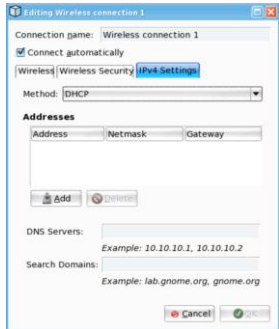 Editing Wireless connection 1
Connection name: Wireless connection 1
Connect automatically
Wireless Wireless Security IPv4 Settings
Method: DHCP
Addresses
Address Netmask Gateway
Add Delete
DNS Servers:
Example: 10.10.10.1, 10.10.10.2
Search Domains:
Example: lab.gnome.org, gnome.org
Cancel OK